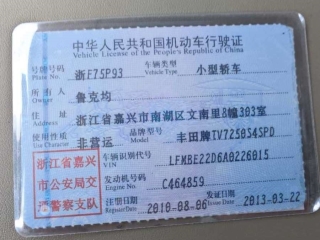 中华人民共和国机动车行驶证
Vehicle License of the People's Republic of China
号牌号码 Plate No. 浙F75P93 车辆类型 Vehicle Type 小型轿车
所有人 Owner 鲁克均
住址 Address 浙江省嘉兴市南湖区文南里8幢303室
使用性质 Use Character 非营运 品牌型号 Model 丰田牌TV7250S4SPD
浙江省嘉兴市公安局交通警察支队
车辆识别代号 VIN LFMBE22D6A0226015
发动机号码 Engine No. C464859
注册日期 Register Date 2010-08-06 发证日期 Issue Date 2013-03-22